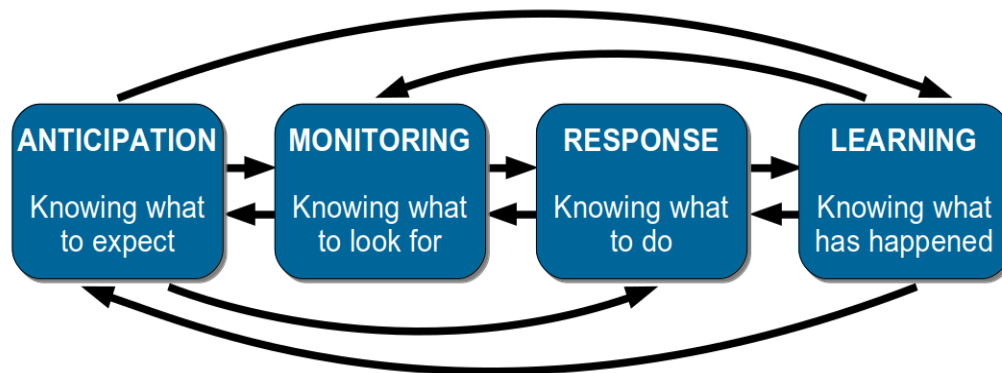 ANTICIPATION
Knowing what
to expect
MONITORING
Knowing what
to look for
RESPONSE
Knowing what
to do
LEARNING
Knowing what
has happened